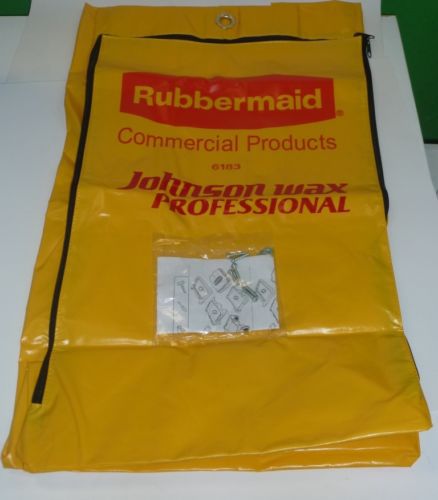 Rubbermaid®
Commercial Products
6183
Johnson wax
PROFESSIONAL